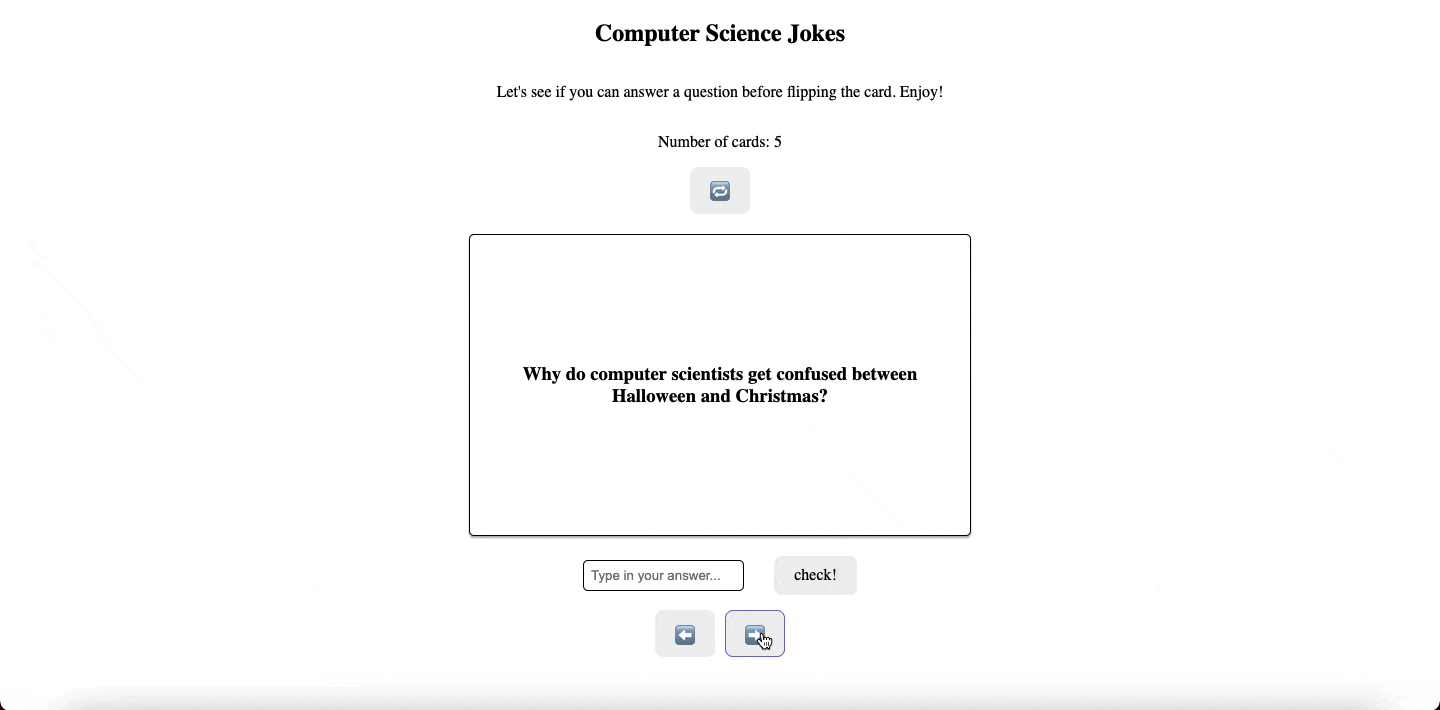 Computer Science Jokes
Let's see if you can answer a question before flipping the card. Enjoy!
Number of cards: 5
Why do computer scientists get confused between
Halloween and Christmas?
Type in your answer...
check!